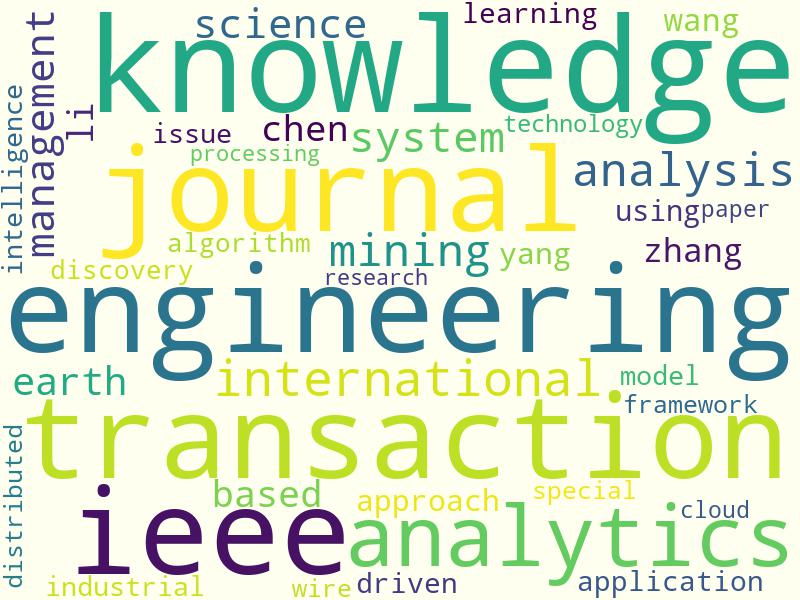 learning
science
wang
knowledge
management
intelligence
li
issue
chen
system
technology
processing
journal
analysis
using
paper
algorithm
mining
yang
zhang
discovery
research
engineering
earth
international
model
framework
transaction
distributed
based
approach
special
cloud
ieee
analytics
industrial
wire
driven
application